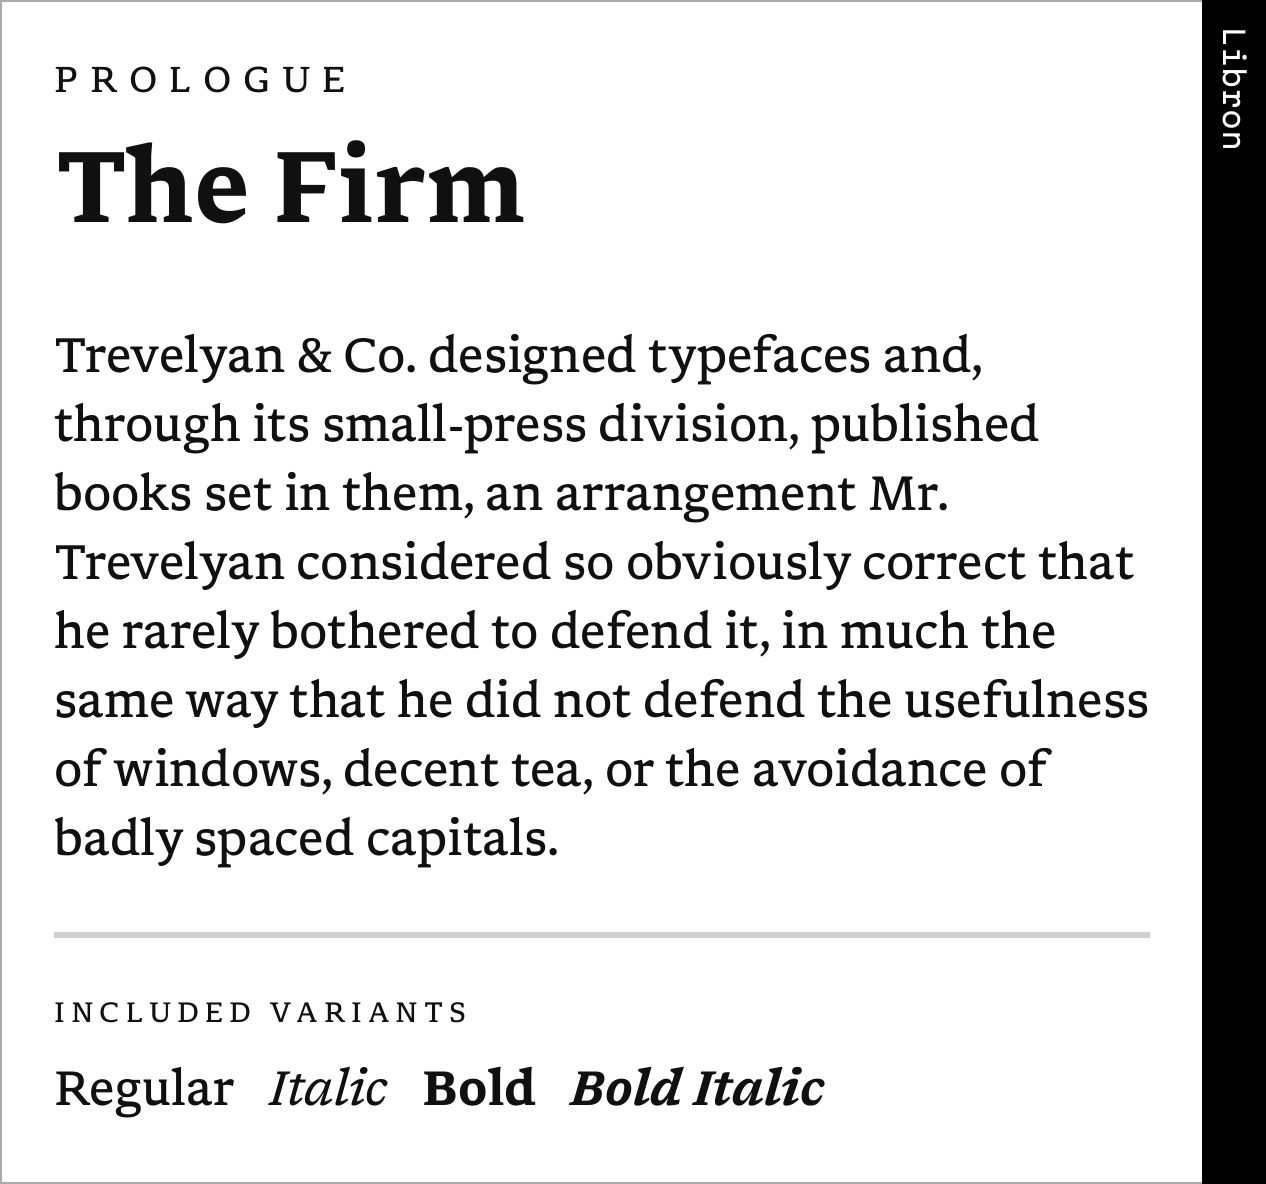 PROLOGUE
The Firm
Trevelyan & Co. designed typefaces and,
through its small-press division, published
books set in them, an arrangement Mr.
Trevelyan considered so obviously correct that
he rarely bothered to defend it, in much the
same way that he did not defend the usefulness
of windows, decent tea, or the avoidance of
badly spaced capitals.
INCLUDED VARIANTS
Regular Italic Bold Bold Italic
Libron